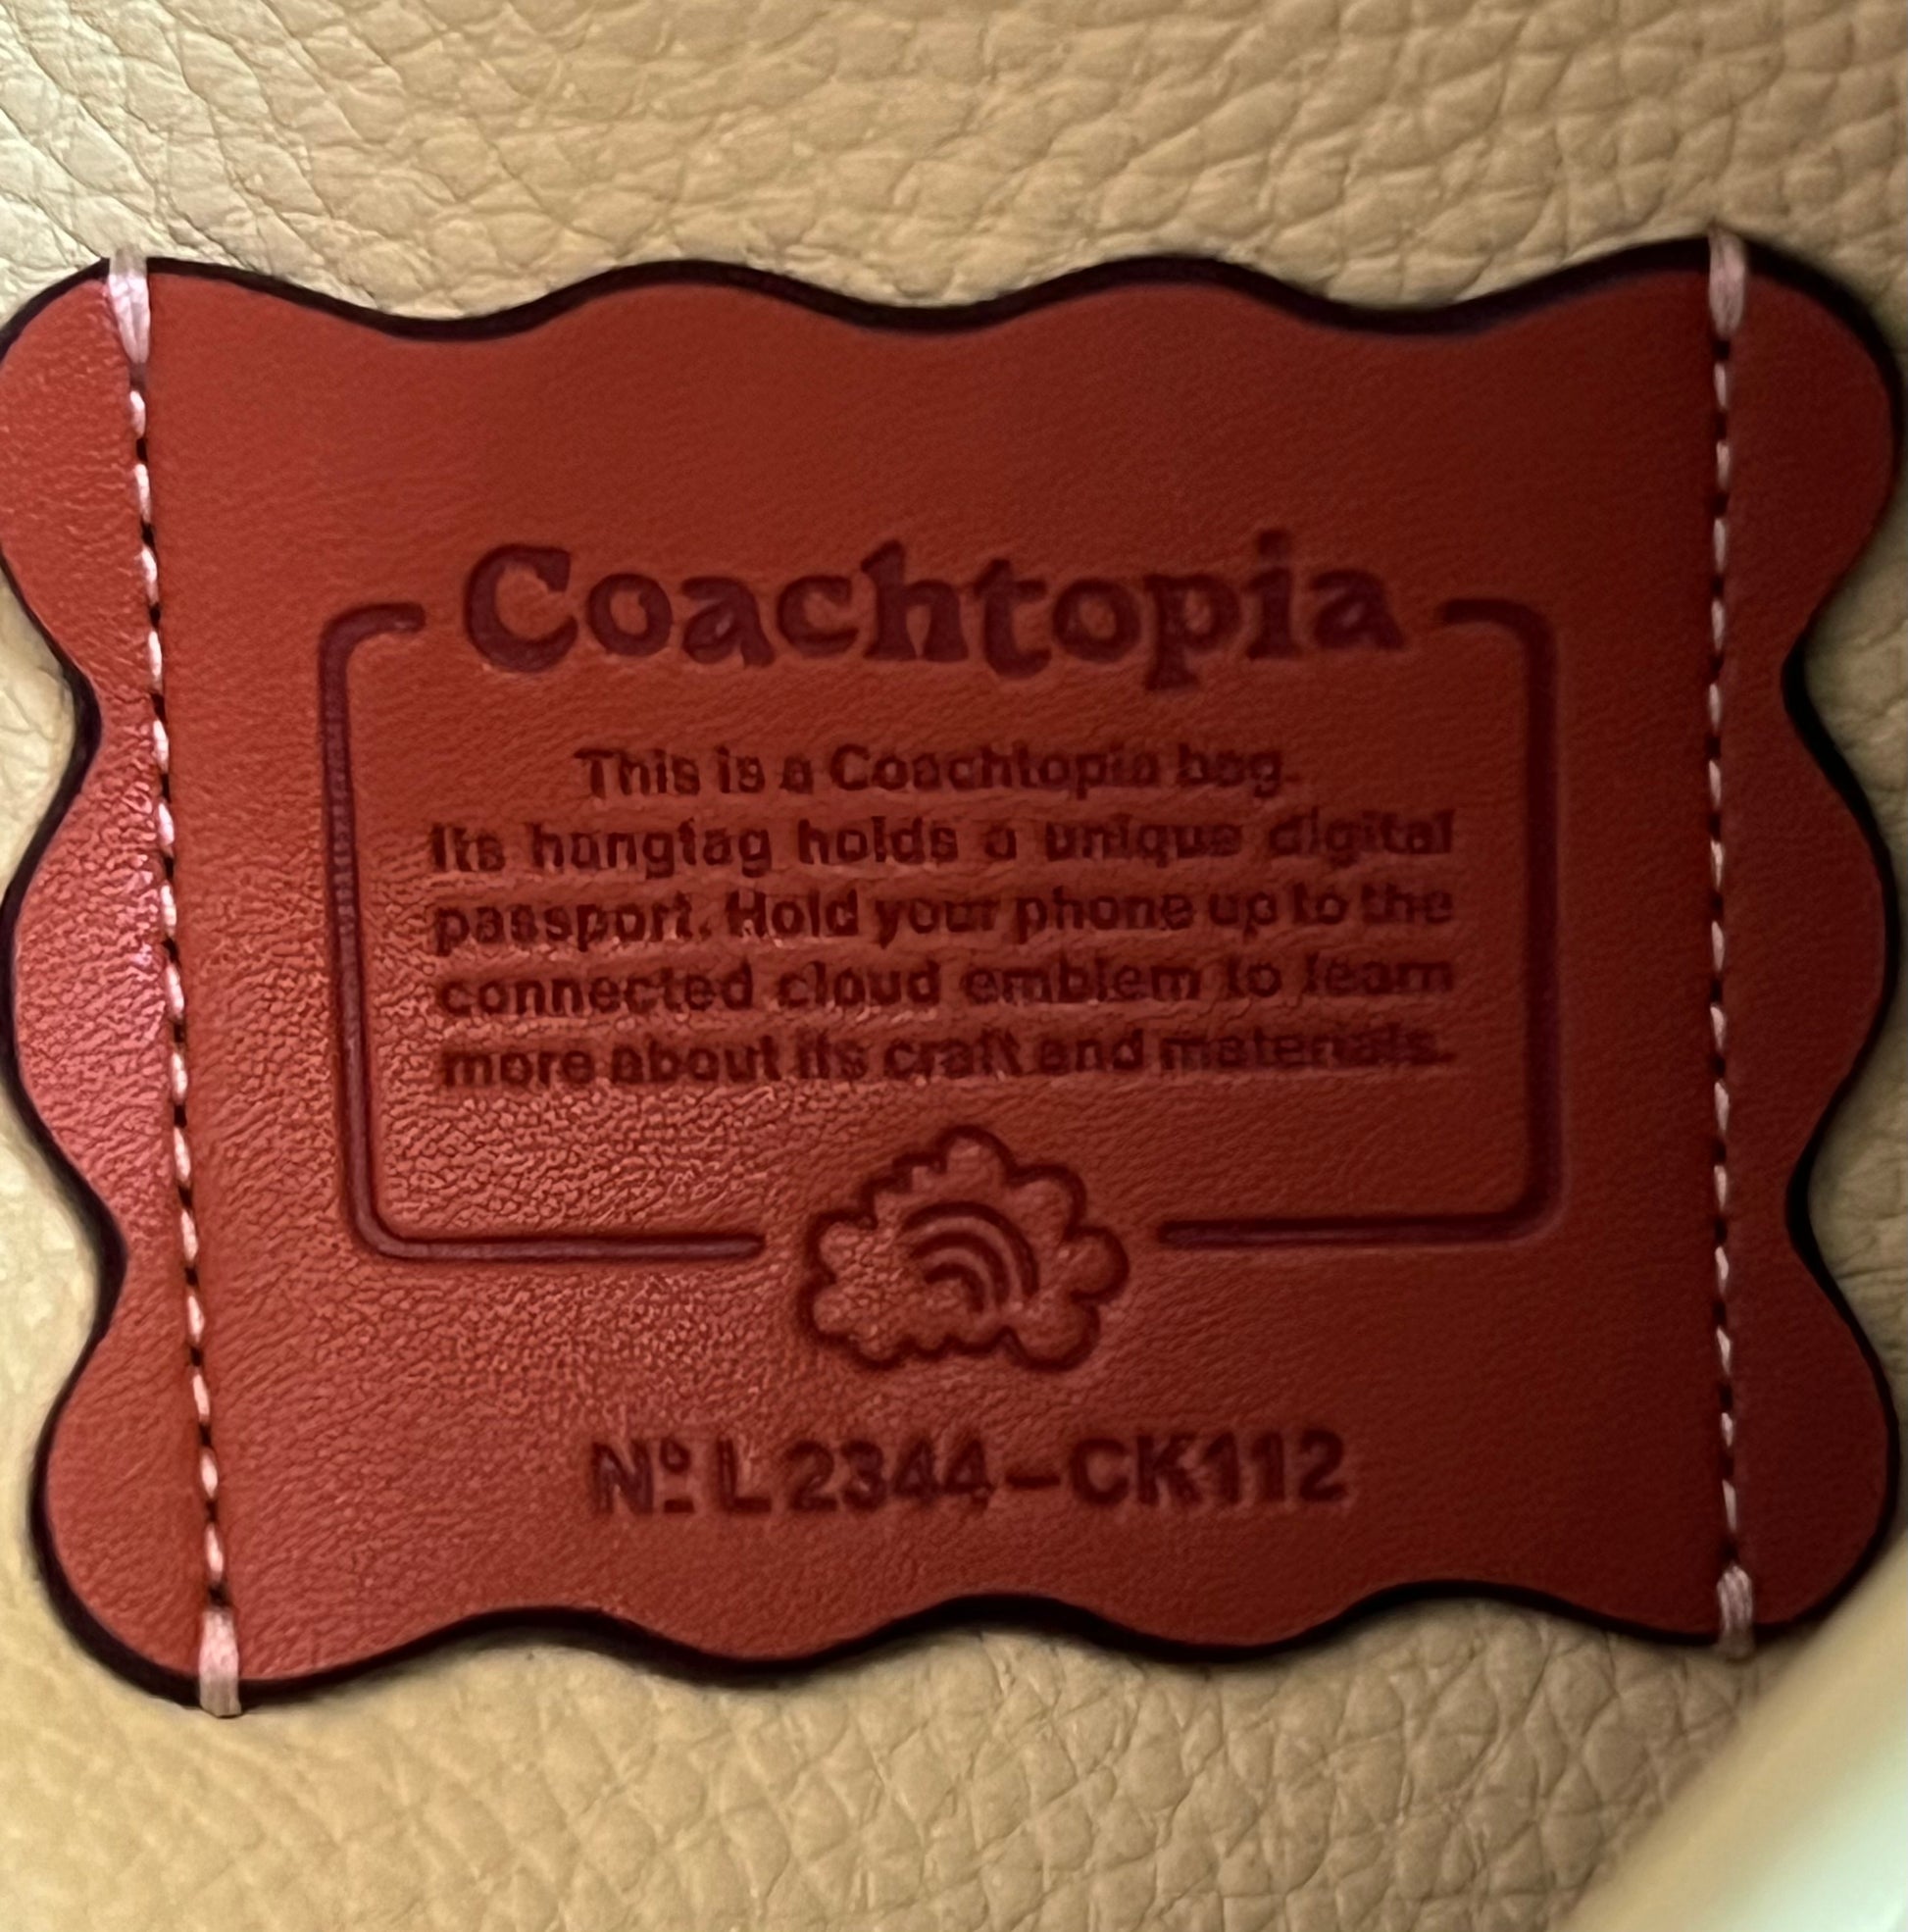 Coachtopia
This is a Coachtopia bag.
Its hangtag holds a unique digital
passport. Hold your phone up to the
connected cloud emblem to learn
more about its craft and materials.
Nº L2344-CK112